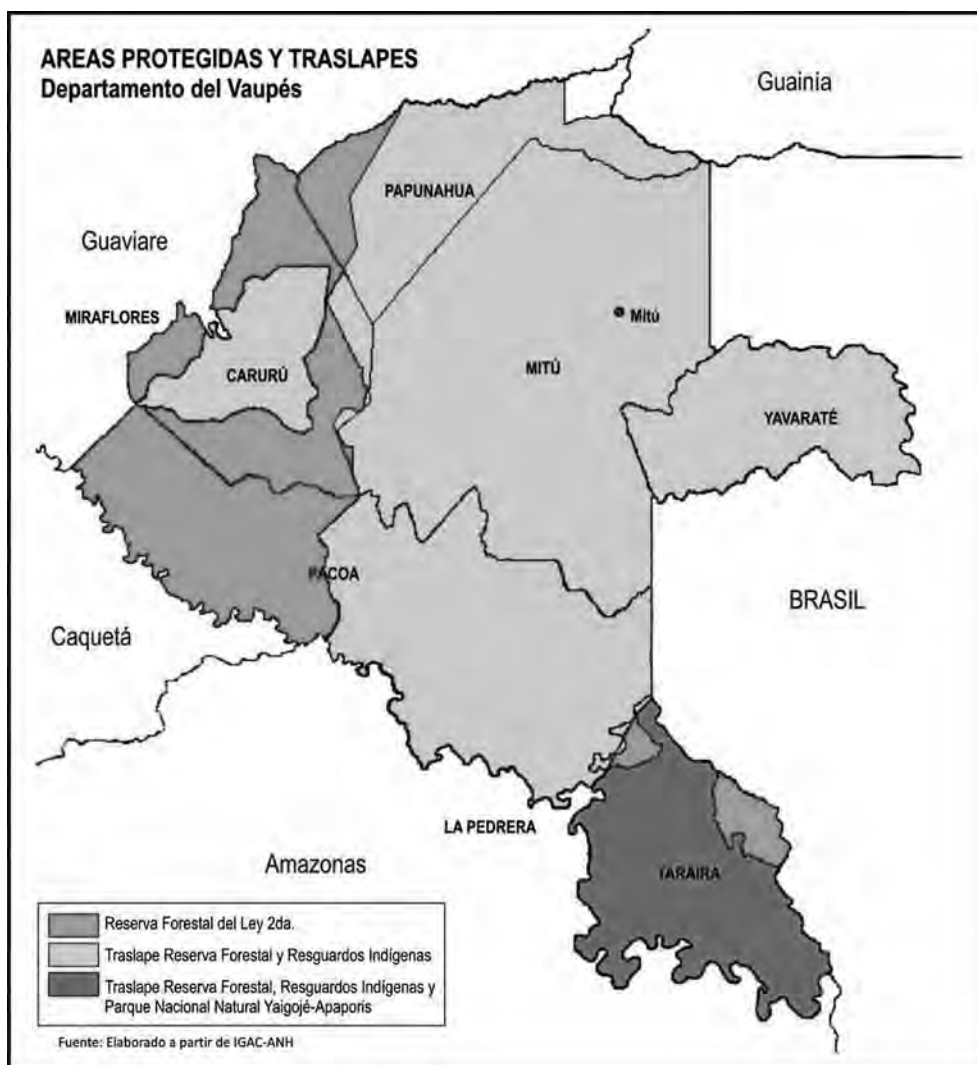 AREAS PROTEGIDAS Y TRASLAPES
Departamento del Vaupés
Guainia
PAPUNAHUA
Guaviare
MIRAFLORES
Mitú
CARURÚ
MITÚ
YAVARATÉ
PACOA
BRASIL
Caquetá
LA PEDRERA
Amazonas
YARAIRA
Reserva Forestal del Ley 2da.
Traslape Reserva Forestal y Resguardos Indígenas
Traslape Reserva Forestal, Resguardos Indígenas y
Parque Nacional Natural Yaigojé-Apaporis
Fuente: Elaborado a partir de IGAC-ANH